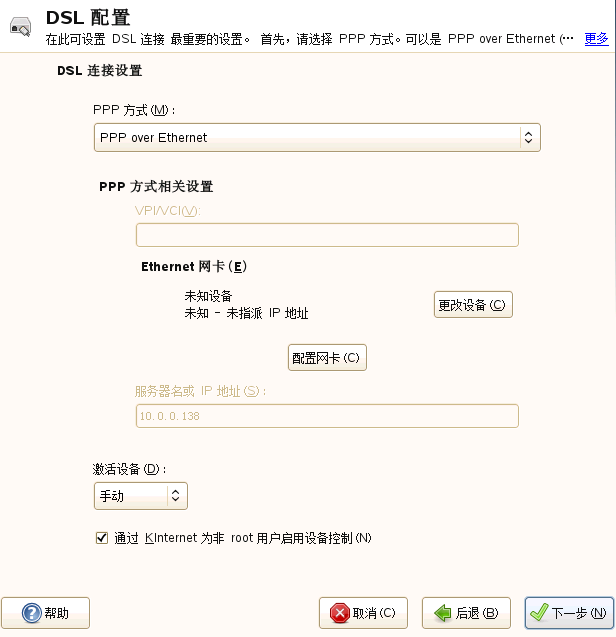 DSL 配置
在此可设置 DSL 连接 最重要的设置。 首先，请选择 PPP 方式。可以是 PPP over Ethernet (⋯ 更多
DSL 连接设置
PPP 方式(M)：
PPP over Ethernet
PPP 方式相关设置
VPI/VCI(V):
Ethernet 网卡(E)
未知设备
未知 - 未指派 IP 地址
更改设备(C)
配置网卡(C)
服务器名或 IP 地址(S)：
10.0.0.138
激活设备(D)：
手动
通过 KInternet 为非 root 用户启用设备控制(N)
帮助
取消(C)
后退(B)
下一步(N)